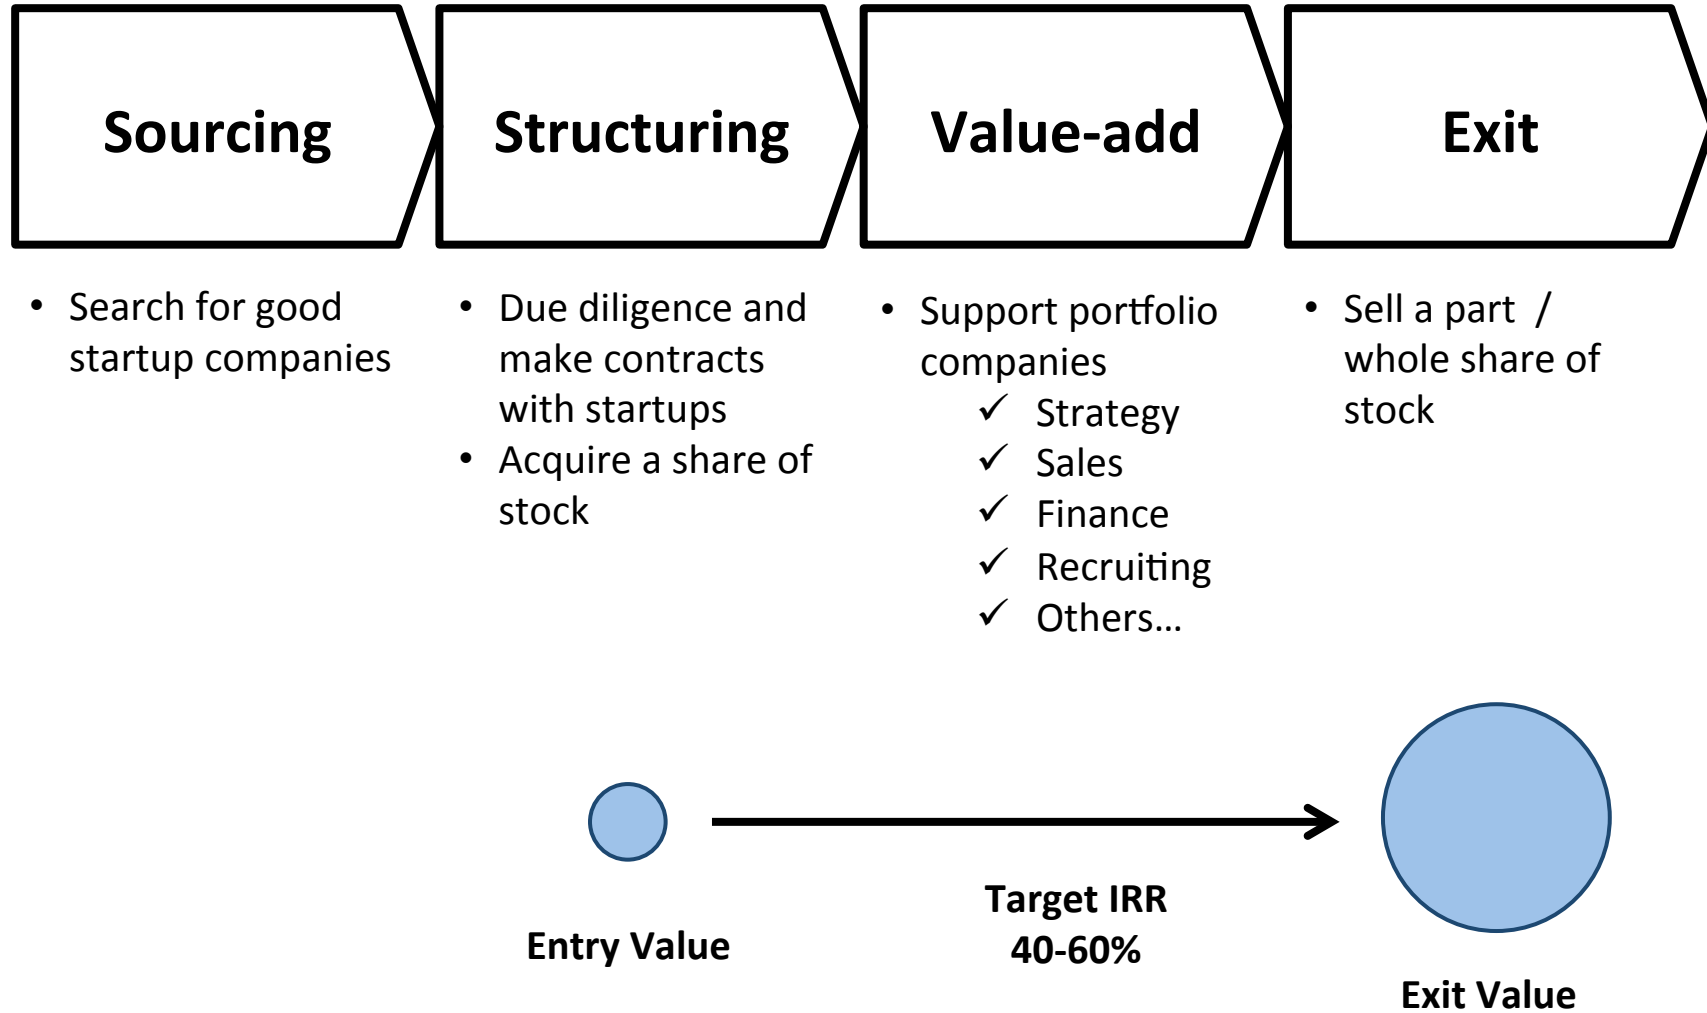 Sourcing
Structuring
Value-add
Exit
• Search for good
startup companies
• Due diligence and
make contracts
with startups
• Acquire a share of
stock
• Support portfolio
companies
✓ Strategy
✓ Sales
✓ Finance
✓ Recruiting
✓ Others...
• Sell a part /
whole share of
stock
Entry Value
Target IRR
40-60%
Exit Value